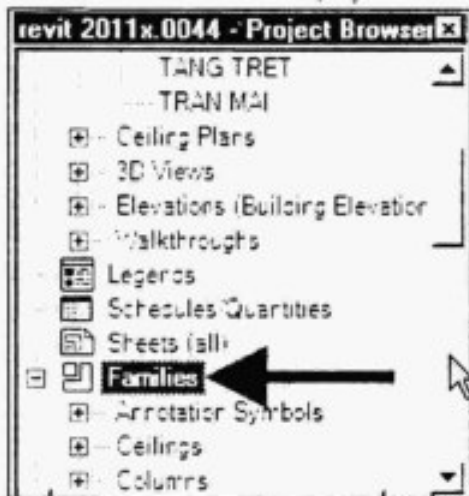 revit 2011x.0044 - Project Browser
TANG TRET
TRAN MAI
Ceiling Plans
3D Views
Elevations (Building Elevation
Walkthroughs
Legends
Schedules/Quantities
Sheets (all)
Families
Annotation Symbols
Ceilings
Columns